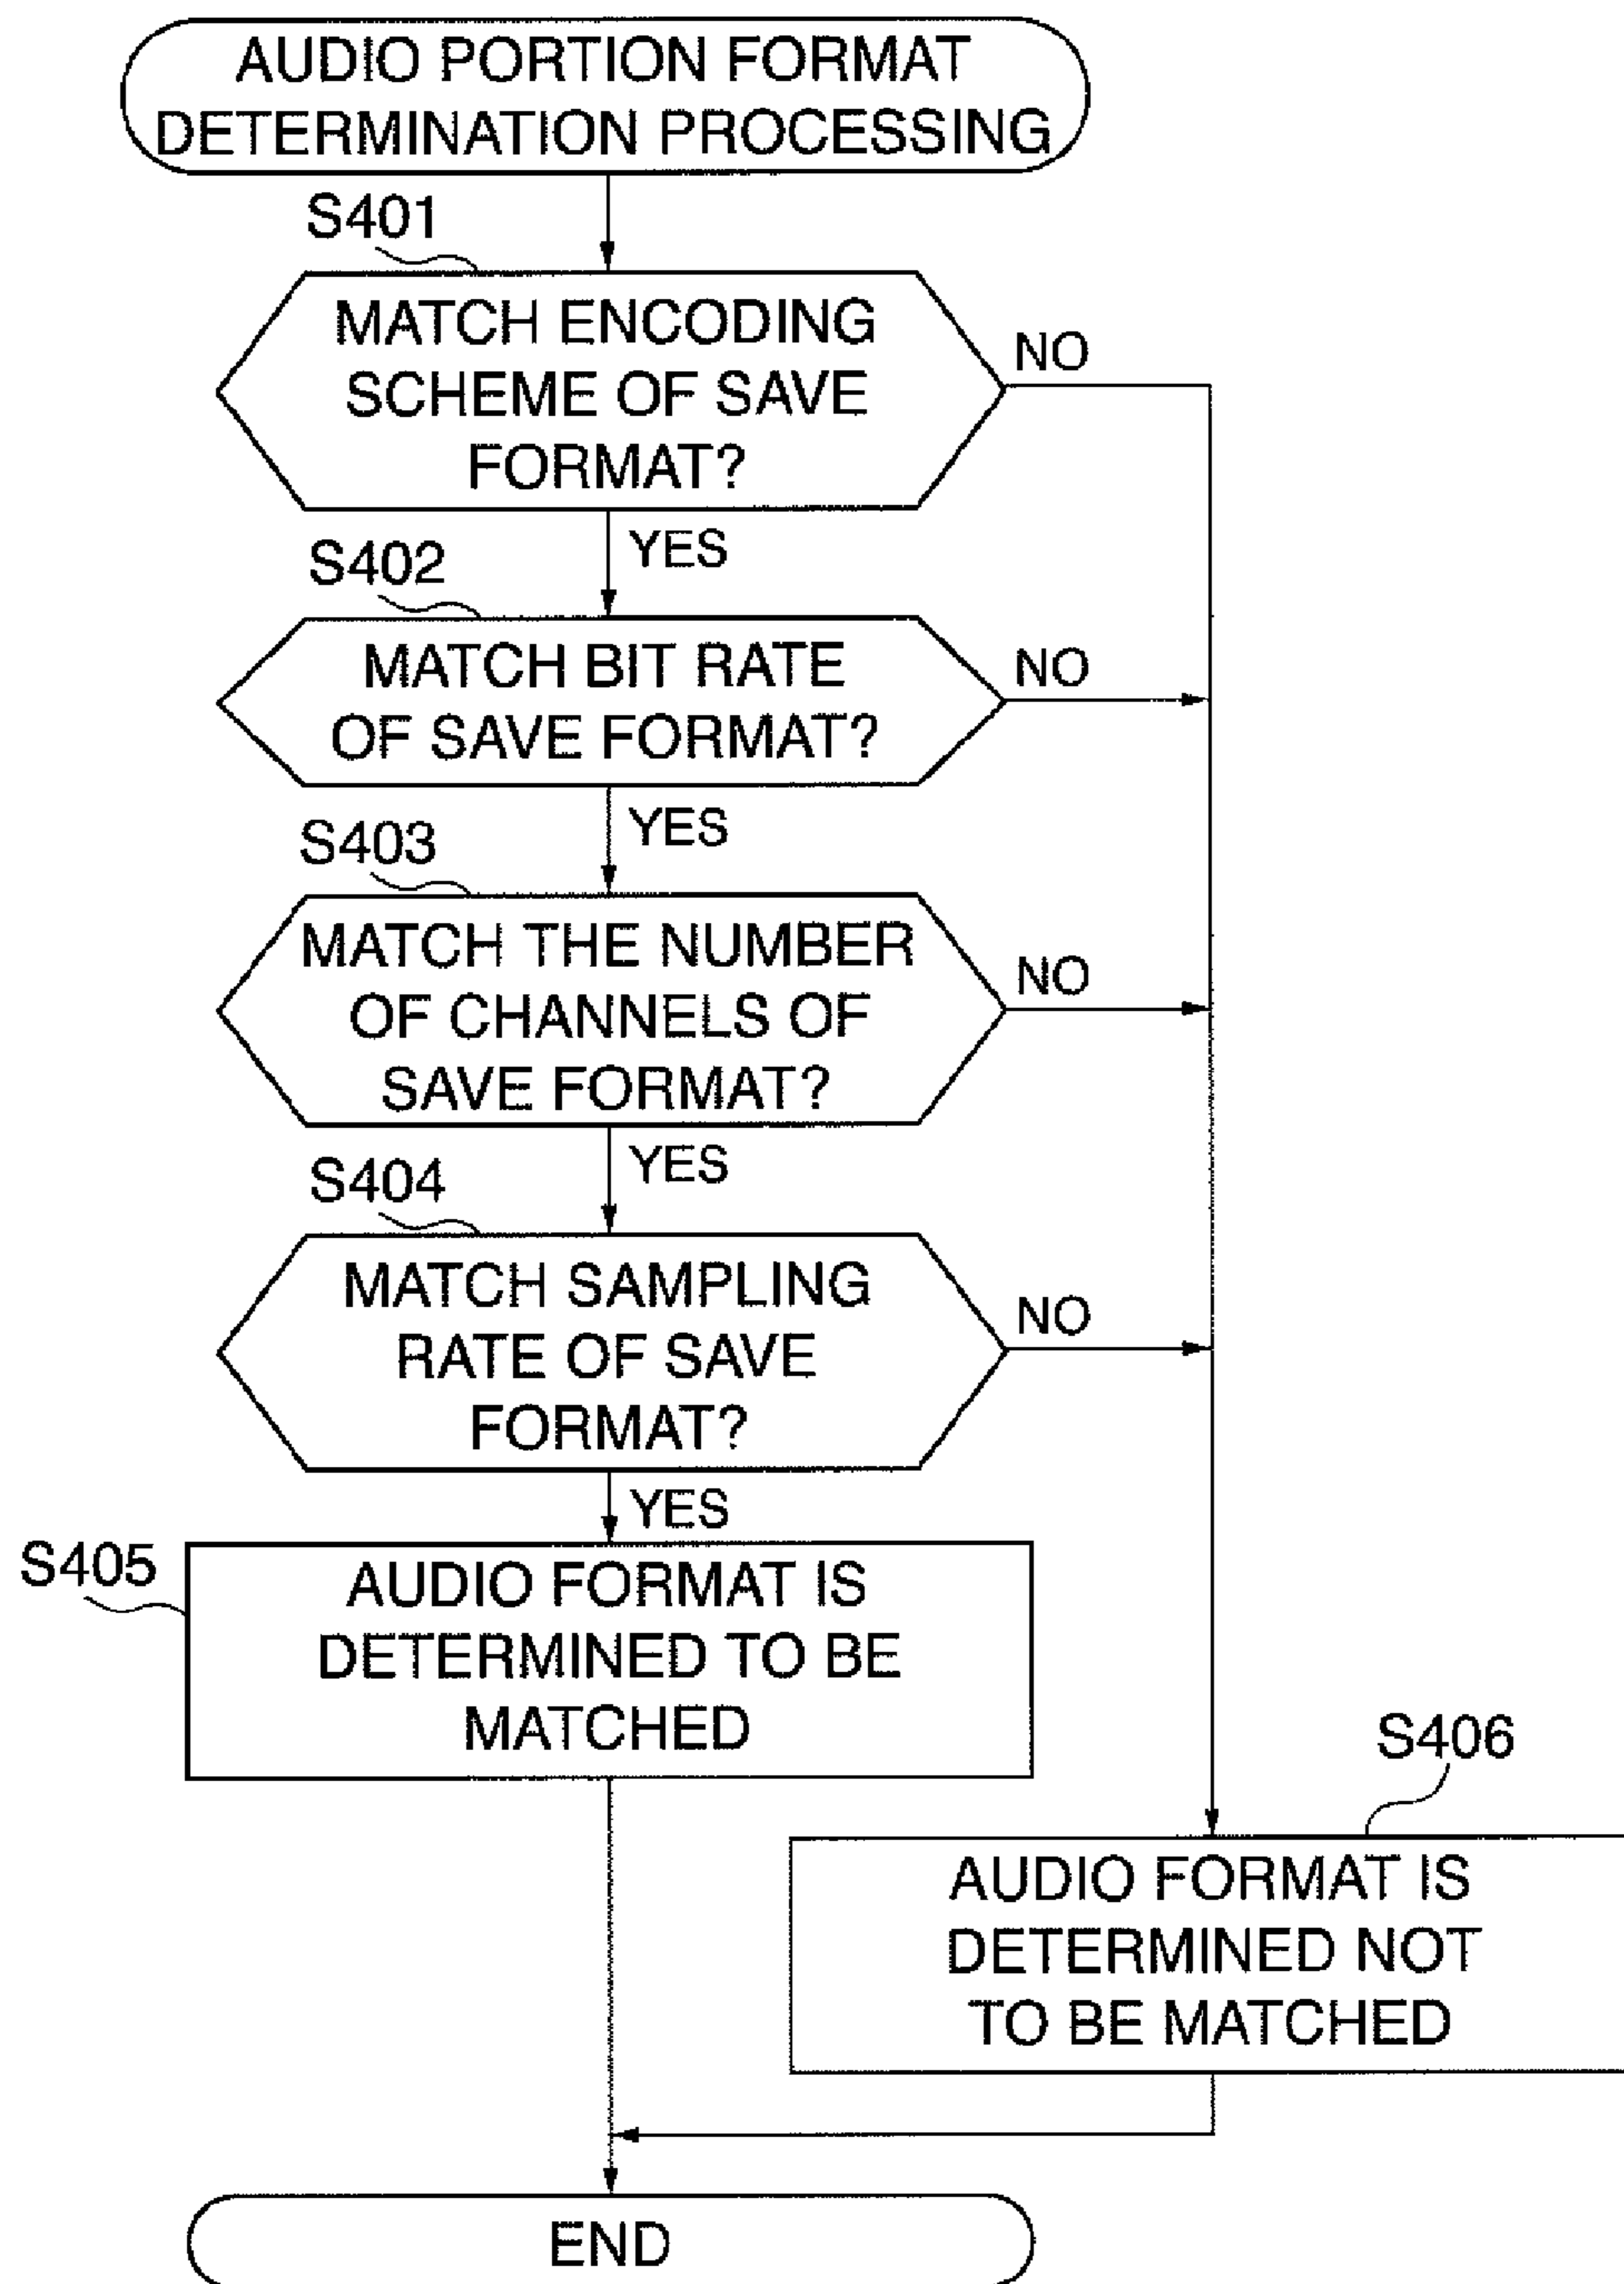 AUDIO PORTION FORMAT
DETERMINATION PROCESSING
S401
MATCH ENCODING
SCHEME OF SAVE
FORMAT?
NO
YES
S402
MATCH BIT RATE
OF SAVE FORMAT?
NO
YES
S403
MATCH THE NUMBER
OF CHANNELS OF
SAVE FORMAT?
NO
YES
S404
MATCH SAMPLING
RATE OF SAVE
FORMAT?
NO
YES
S405
AUDIO FORMAT IS
DETERMINED TO BE
MATCHED
S406
AUDIO FORMAT IS
DETERMINED NOT
TO BE MATCHED
END